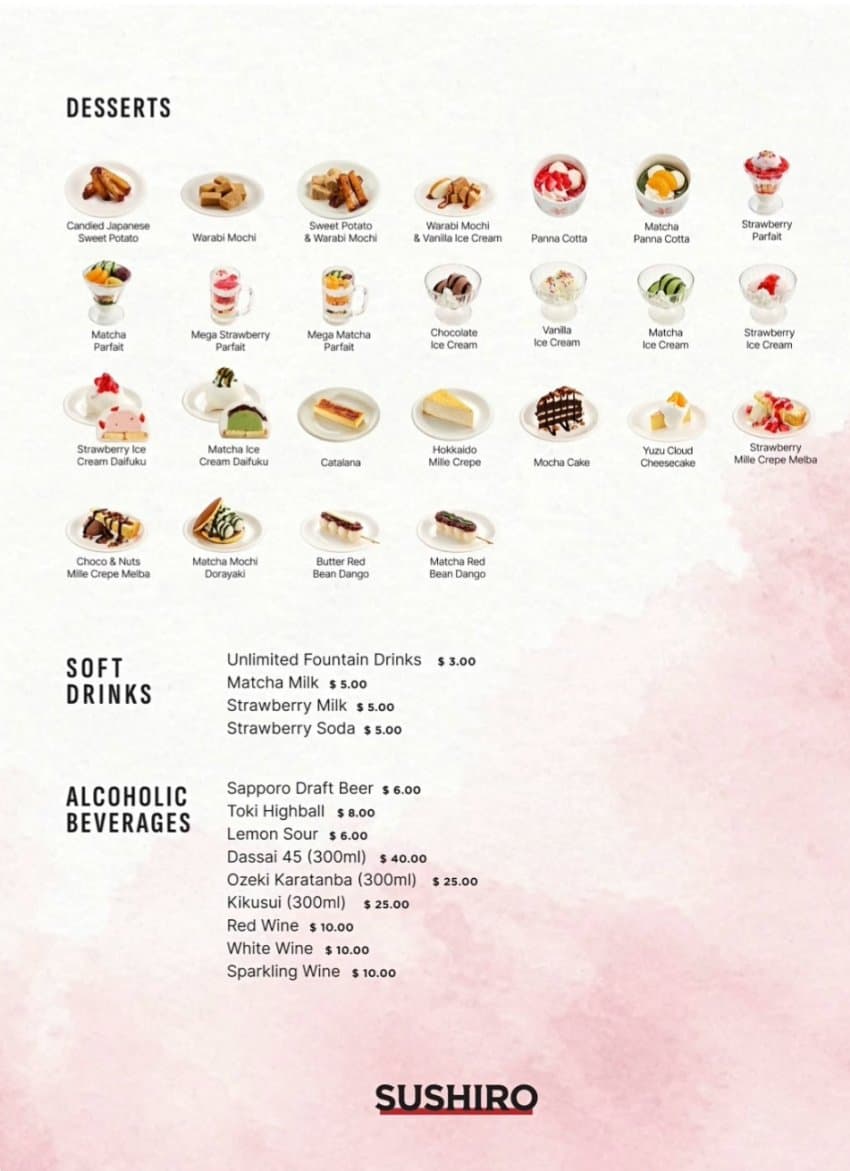 DESSERTS
Candied Japanese
Sweet Potato
Warabi Mochi
Sweet Potato
& Warabi Mochi
Warabi Mochi
& Vanilla Ice Cream
Panna Cotta
Matcha
Panna Cotta
Strawberry
Parfait
Matcha
Parfait
Mega Strawberry
Parfait
Mega Matcha
Parfait
Chocolate
Ice Cream
Vanilla
Ice Cream
Matcha
Ice Cream
Strawberry
Ice Cream
Strawberry Ice
Cream Daifuku
Matcha Ice
Cream Daifuku
Catalana
Hokkaido
Mille Crepe
Mocha Cake
Yuzu Cloud
Cheesecake
Strawberry
Mille Crepe Melba
Choco & Nuts
Mille Crepe Melba
Matcha Mochi
Dorayaki
Butter Red
Bean Dango
Matcha Red
Bean Dango
SOFT
DRINKS
Unlimited Fountain Drinks $ 3.00
Matcha Milk $ 5.00
Strawberry Milk $ 5.00
Strawberry Soda $ 5.00
ALCOHOLIC
BEVERAGES
Sapporo Draft Beer $ 6.00
Toki Highball $ 8.00
Lemon Sour $ 6.00
Dassai 45 (300ml) $ 40.00
Ozeki Karatanba (300ml) $ 25.00
Kikusui (300ml) $ 25.00
Red Wine $ 10.00
White Wine $ 10.00
Sparkling Wine $ 10.00
SUSHIRO